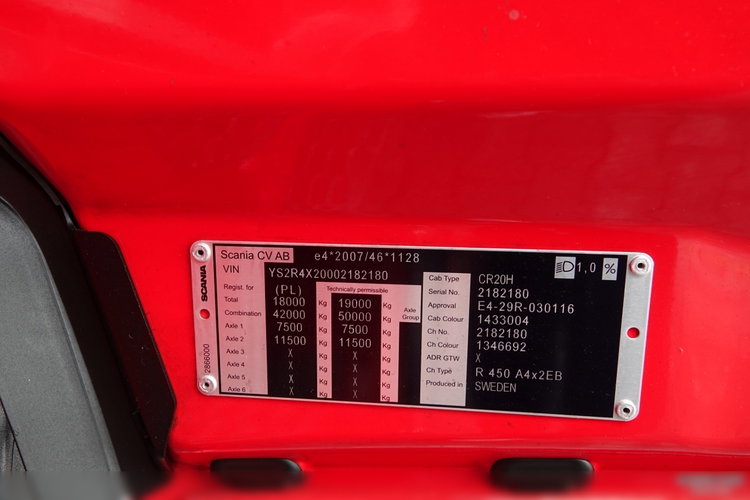 Scania CV AB e4*2007/46*1128
VIN YS2R4X20002182180
1,0 %
SCANIA
2866000
Regist. for (PL) Technically permissible
Total 18000 Kg 19000 Kg
Combination 42000 Kg 50000 Kg Axle Group
Axle 1 7500 Kg 7500 Kg
Axle 2 11500 Kg 11500 Kg
Axle 3 X Kg X Kg
Axle 4 X Kg X Kg
Axle 5 X Kg X Kg
Axle 6 X Kg X Kg
Cab Type CR20H
Serial No. 2182180
Approval E4-29R-030116
Cab Colour 1433004
Ch No. 2182180
Ch Colour 1346692
ADR GTW X
Ch Type R 450 A4x2EB
Produced in SWEDEN